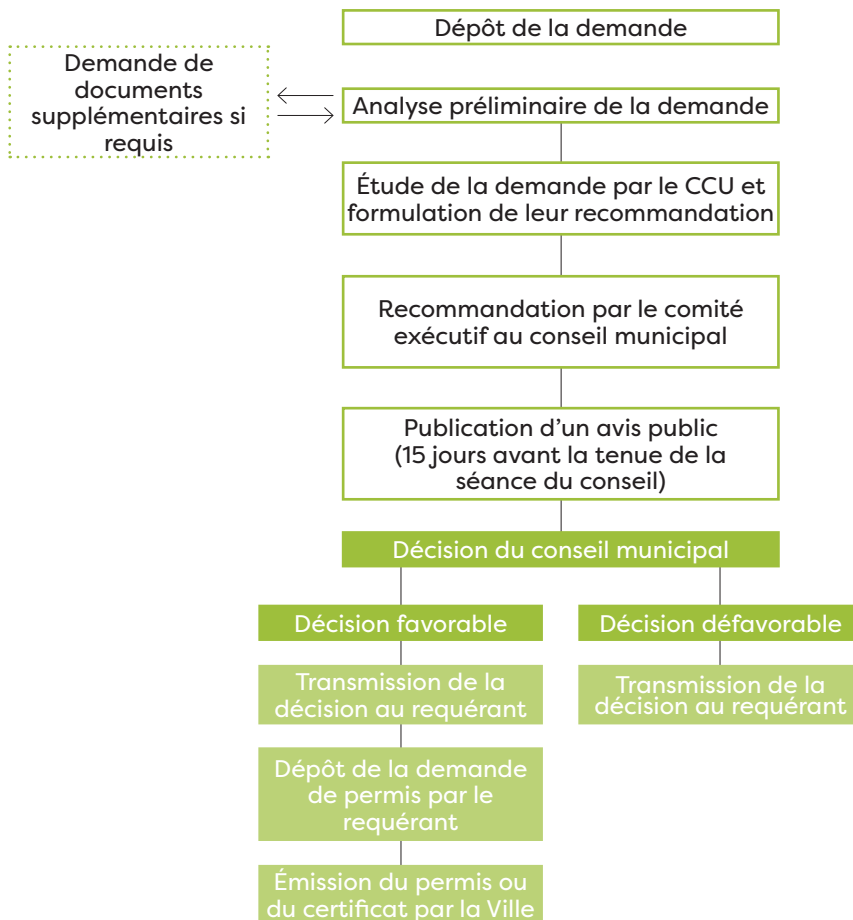 Dépôt de la demande
Demande de
documents
supplémentaires si
requis
Analyse préliminaire de la demande
Étude de la demande par le CCU et
formulation de leur recommandation
Recommandation par le comité
exécutif au conseil municipal
Publication d’un avis public
(15 jours avant la tenue de la
séance du conseil)
Décision du conseil municipal
Décision favorable
Décision défavorable
Transmission de la
décision au requérant
Transmission de la
décision au requérant
Dépôt de la demande
de permis par le
requérant
Émission du permis ou
du certificat par la Ville